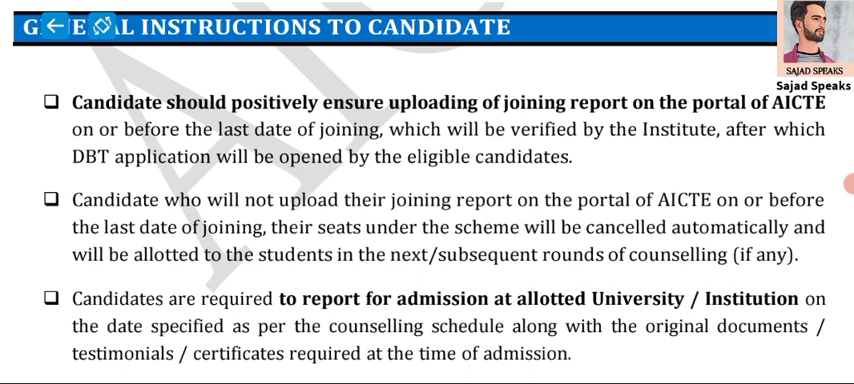 GENERAL INSTRUCTIONS TO CANDIDATE
SAJAD SPEAKS
Sajad Speaks
❑ Candidate should positively ensure uploading of joining report on the portal of AICTE
on or before the last date of joining, which will be verified by the Institute, after which
DBT application will be opened by the eligible candidates.
❑ Candidate who will not upload their joining report on the portal of AICTE on or before
the last date of joining, their seats under the scheme will be cancelled automatically and
will be allotted to the students in the next/subsequent rounds of counselling (if any).
❑ Candidates are required to report for admission at allotted University / Institution on
the date specified as per the counselling schedule along with the original documents /
testimonials / certificates required at the time of admission.